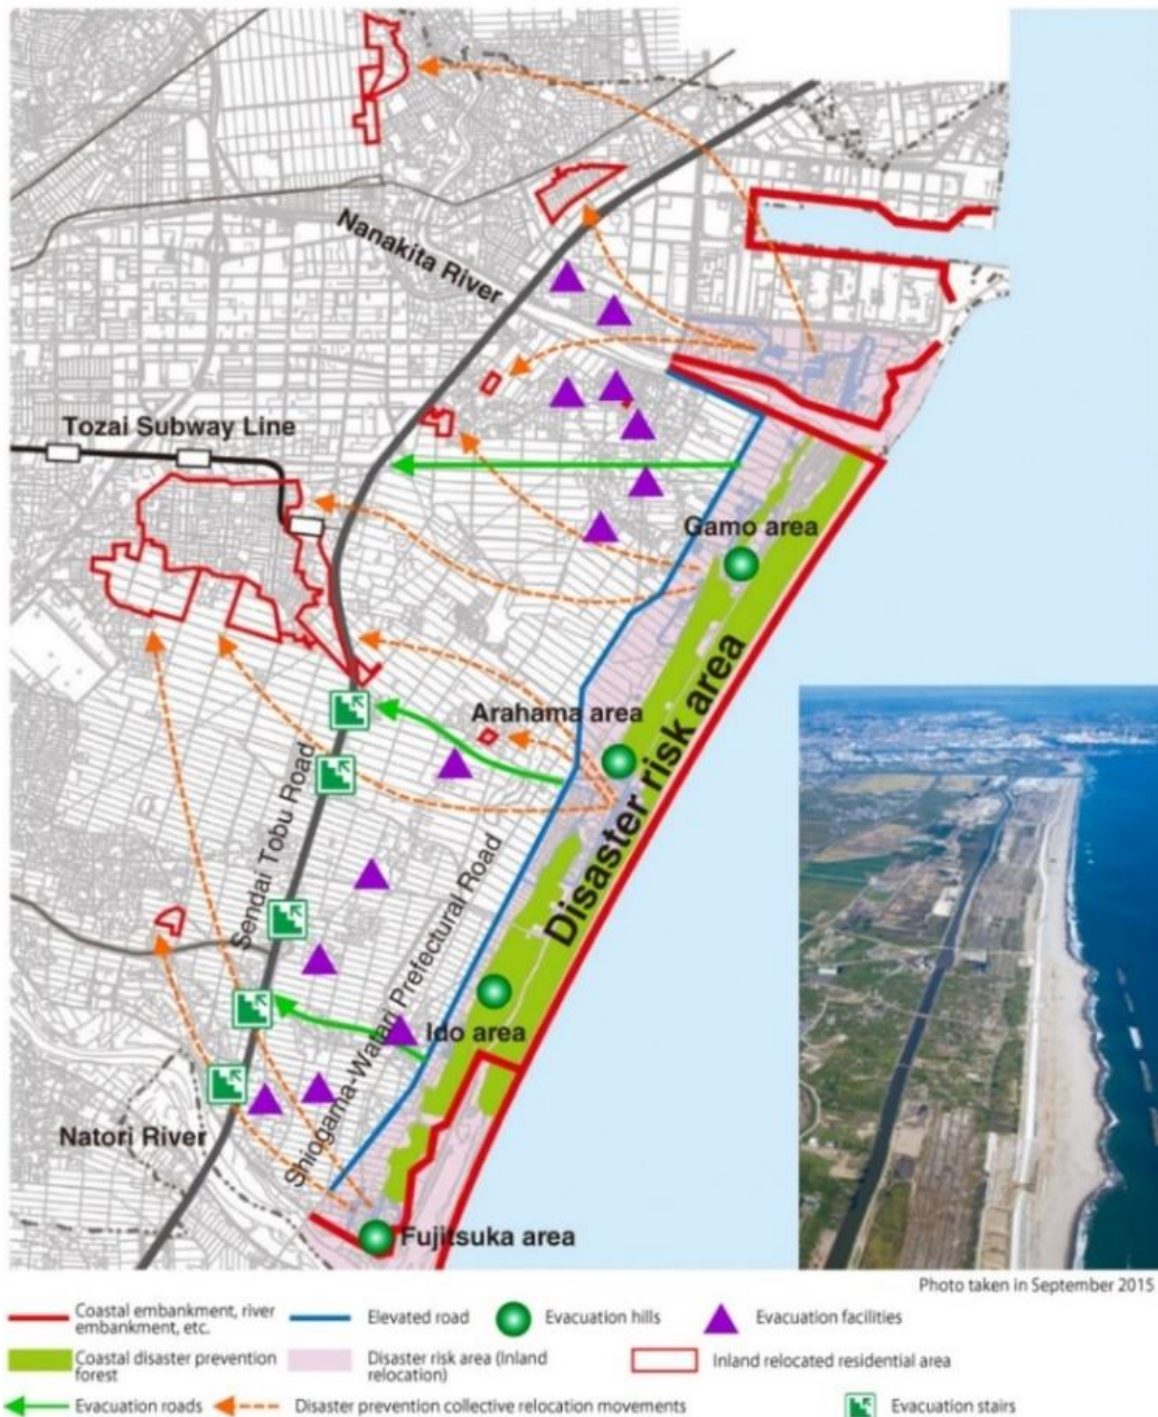 Nanakita River
Tozai Subway Line
Gamo area
Arahama area
Disaster risk area
Sendai Tobu Road
Shiogama-Watari Prefectural Road
Ido area
Natori River
Fujitsuka area
Photo taken in September 2015
Coastal embankment, river
embankment, etc.
Elevated road
Evacuation hills
Evacuation facilities
Coastal disaster prevention
forest
Disaster risk area (Inland
relocation)
Inland relocated residential area
Evacuation roads
Disaster prevention collective relocation movements
Evacuation stairs